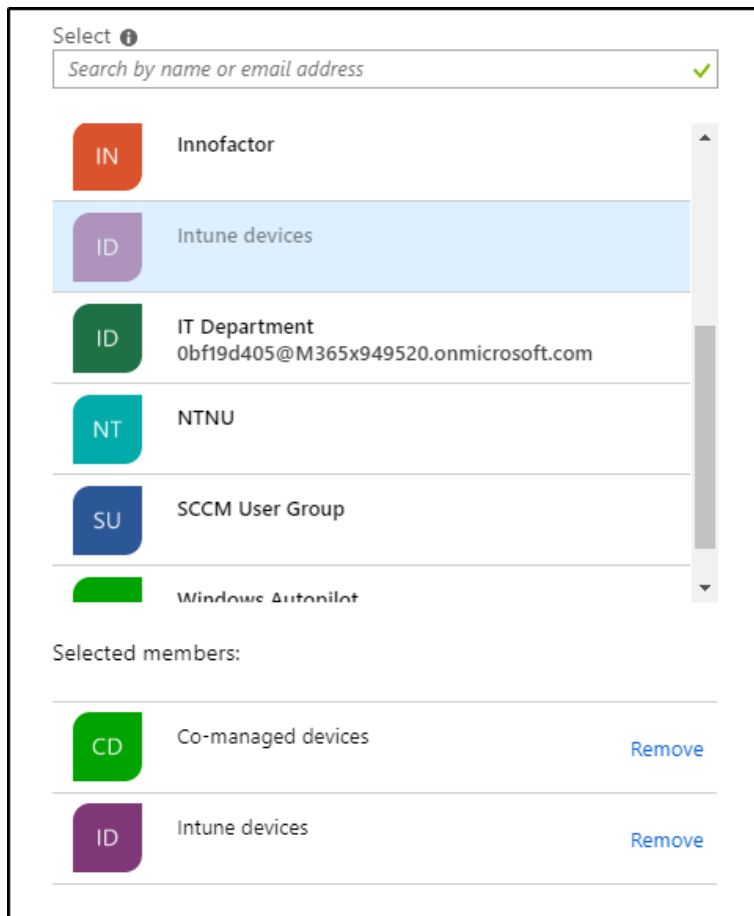 Select
Search by name or email address
IN
Innofactor
ID
Intune devices
ID
IT Department
0bf19d405@M365x949520.onmicrosoft.com
NT
NTNU
SU
SCCM User Group
Windows Autopilot
Selected members:
CD
Co-managed devices
Remove
ID
Intune devices
Remove